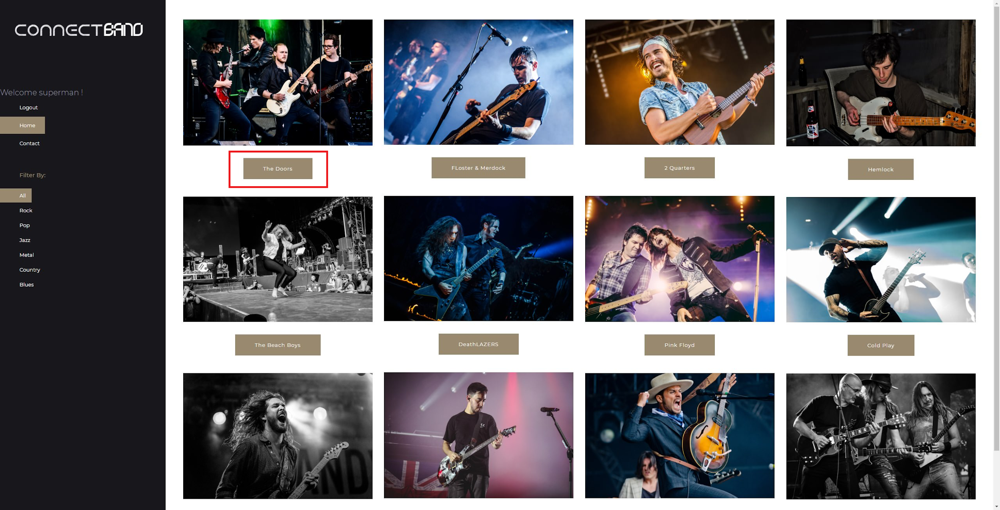 CONNECTBAND
Welcome superman !
Logout
Home
Contact
Filter By:
All
Rock
Pop
Jazz
Metal
Country
Blues
The Doors
FLoster & Merdock
2 Quarters
Hemlock
The Beach Boys
DeathLAZERS
Pink Floyd
Cold Play